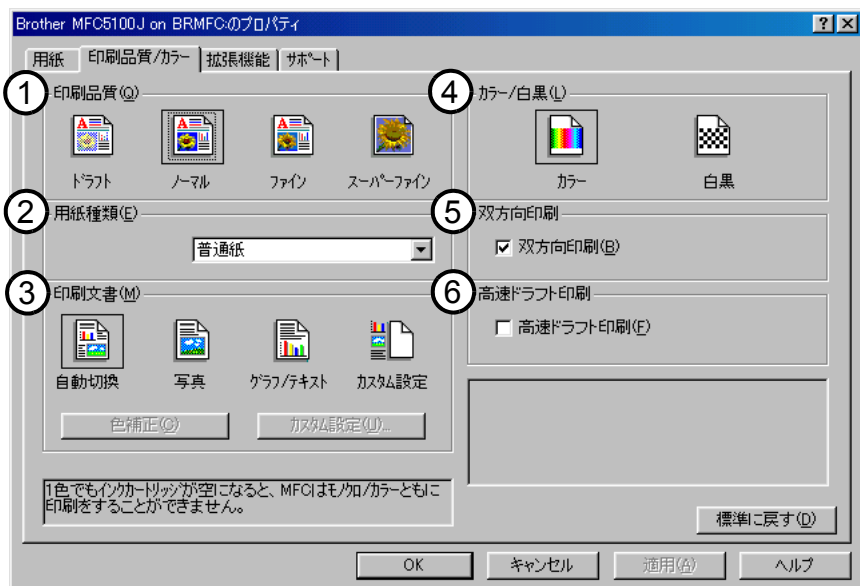 Brother MFC5100J on BRMFC:のプロパティ
用紙 印刷品質/カラー 拡張機能 サポート
① 印刷品質(Q)
ドラフト ノーマル ファイン スーパーファイン
② 用紙種類(E)
普通紙
③ 印刷文書(M)
自動切換 写真 グラフ/テキスト カスタム設定
色補正(C) カスタム設定(U)...
1色でもインクカートリッジが空になると、MFCはモノクロ/カラーともに
印刷をすることができません。
④ カラー/白黒(L)
カラー 白黒
⑤ 双方向印刷
双方向印刷(B)
⑥ 高速ドラフト印刷
高速ドラフト印刷(F)
標準に戻す(D)
OK キャンセル 適用(A) ヘルプ